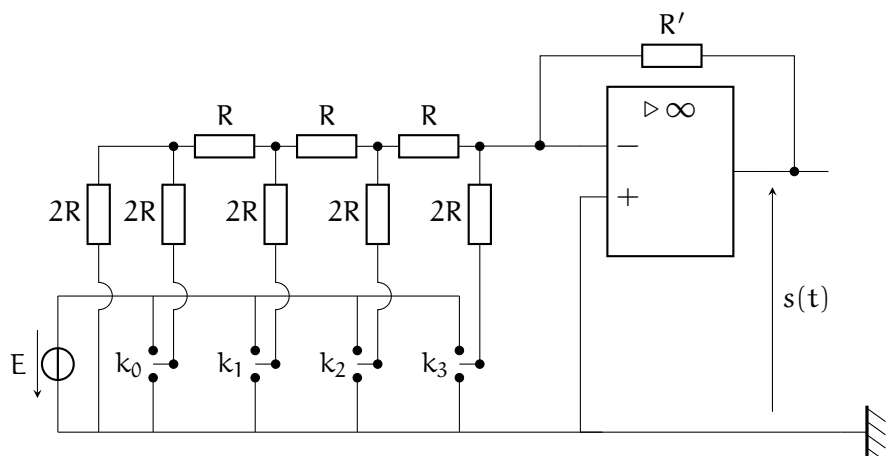 R′
▷ ∞
R R R
−
2R 2R 2R 2R 2R
+
s(t)
E k₀ k₁ k₂ k₃